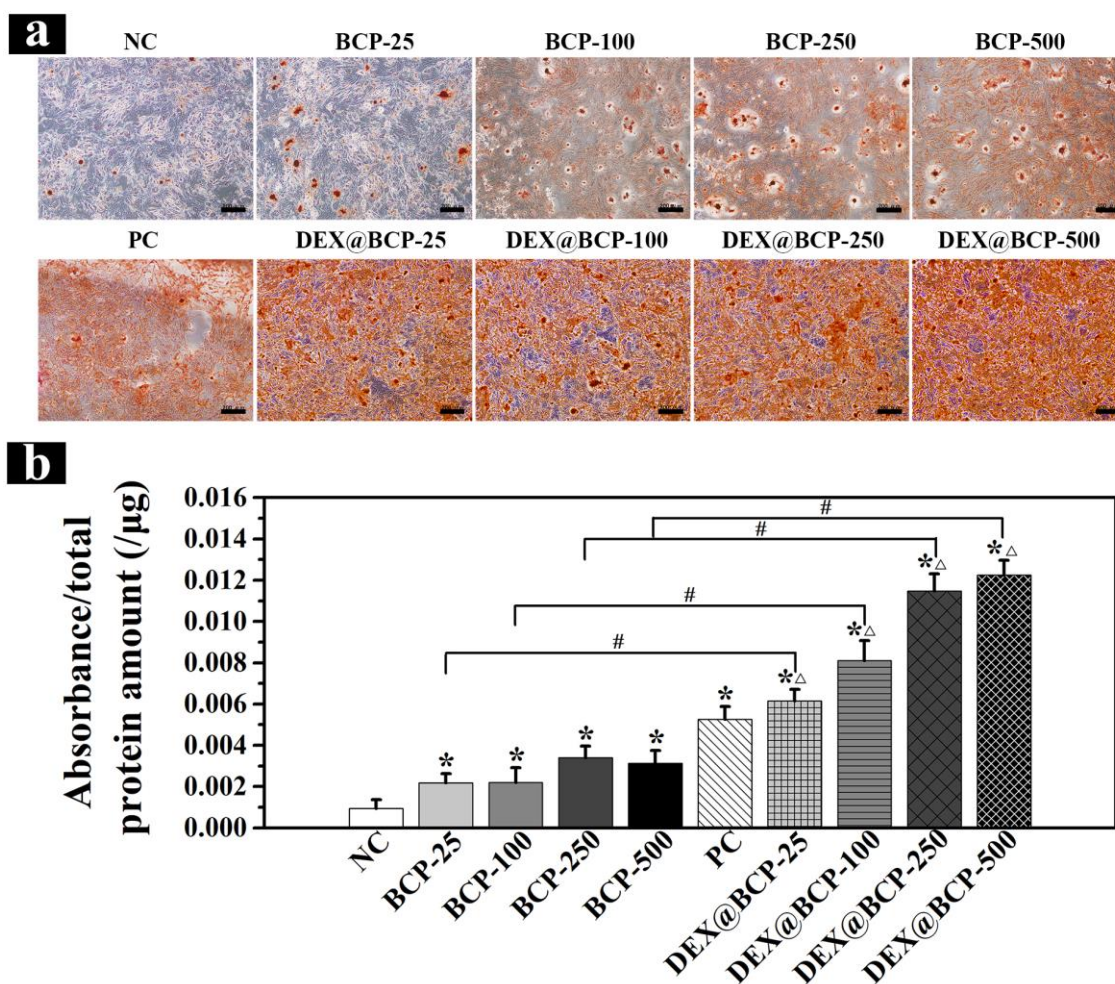 a
NC BCP-25 BCP-100 BCP-250 BCP-500
PC DEX@BCP-25 DEX@BCP-100 DEX@BCP-250 DEX@BCP-500
b
Absorbance/total
protein amount (/μg)
0.016
0.014
0.012
0.010
0.008
0.006
0.004
0.002
0.000
#
#
#
#
*△
*△
*△
*△
*
*
*
*
*
NC
BCP-25
BCP-100
BCP-250
BCP-500
PC
DEX@BCP-25
DEX@BCP-100
DEX@BCP-250
DEX@BCP-500